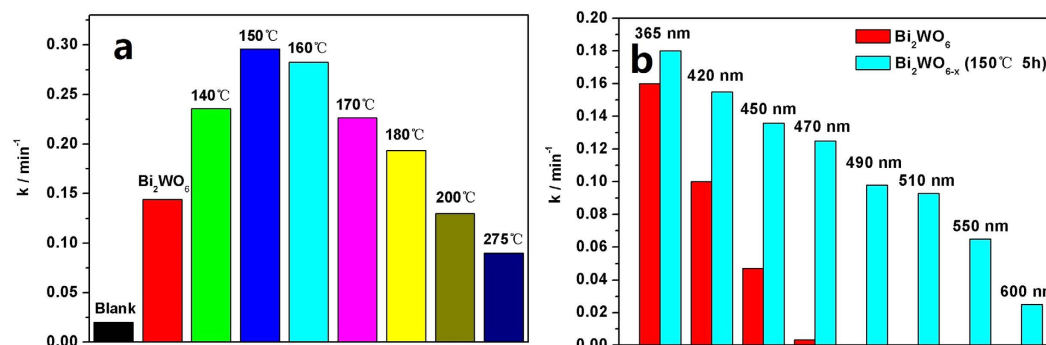 a
k / min⁻¹
0.30
0.25
0.20
0.15
0.10
0.05
0.00
Blank
Bi₂WO₆
140℃
150℃
160℃
170℃
180℃
200℃
275℃
b
k / min⁻¹
0.20
0.18
0.16
0.14
0.12
0.10
0.08
0.06
0.04
0.02
0.00
365 nm
420 nm
450 nm
470 nm
490 nm
510 nm
550 nm
600 nm
Bi₂WO₆
Bi₂WO₆₋ₓ (150℃ 5h)